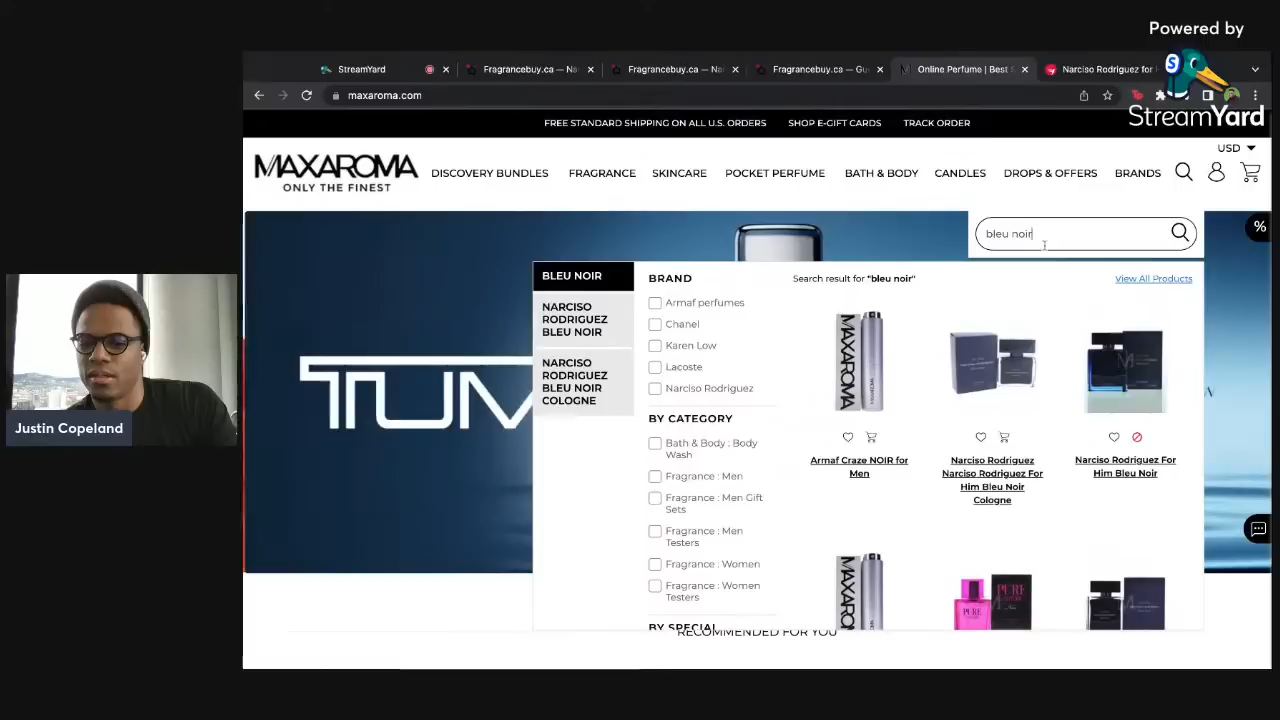 Powered by
StreamYard
StreamYard
Fragrancebuy.ca — Na
Fragrancebuy.ca — Nar
Fragrancebuy.ca — Gu
Online Perfume | Best S
Narciso Rodriguez for
maxaroma.com
FREE STANDARD SHIPPING ON ALL U.S. ORDERS
SHOP E-GIFT CARDS
TRACK ORDER
USD
MAXAROMA
ONLY THE FINEST
DISCOVERY BUNDLES
FRAGRANCE
SKINCARE
POCKET PERFUME
BATH & BODY
CANDLES
DROPS & OFFERS
BRANDS
%
bleu noir
TUM
BLEU NOIR
NARCISO
RODRIGUEZ
BLEU NOIR
NARCISO
RODRIGUEZ
BLEU NOIR
COLOGNE
BRAND
Armaf perfumes
Chanel
Karen Low
Lacoste
Narciso Rodriguez
BY CATEGORY
Bath & Body : Body
Wash
Fragrance : Men
Fragrance : Men Gift
Sets
Fragrance : Men
Testers
Fragrance : Women
Fragrance : Women
Testers
BY SPECIAL
Search result for "bleu noir"
View All Products
MAXAROMA
Armaf Craze NOIR for
Men
Narciso Rodriguez
Narciso Rodriguez For
Him Bleu Noir
Cologne
Narciso Rodriguez For
Him Bleu Noir
MAXAROMA
PURE
RECOMMENDED FOR YOU
Justin Copeland